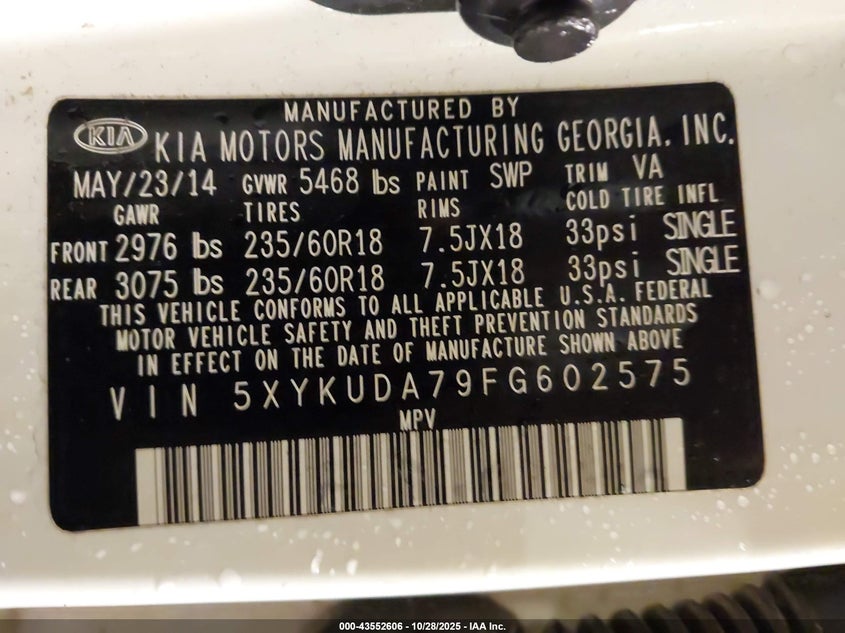 MANUFACTURED BY
KIA KIA MOTORS MANUFACTURING GEORGIA, INC.
MAY/23/14 GVWR 5468 lbs PAINT SWP TRIM VA
GAWR TIRES RIMS COLD TIRE INFL
FRONT 2976 lbs 235/60R18 7.5JX18 33psi SINGLE
REAR 3075 lbs 235/60R18 7.5JX18 33psi SINGLE
THIS VEHICLE CONFORMS TO ALL APPLICABLE U.S.A. FEDERAL
MOTOR VEHICLE SAFETY AND THEFT PREVENTION STANDARDS
IN EFFECT ON THE DATE OF MANUFACTURE SHOWN ABOVE
VIN 5XYKUDA79FG602575
MPV
000-43552606 - 10/28/2025 - IAA Inc.